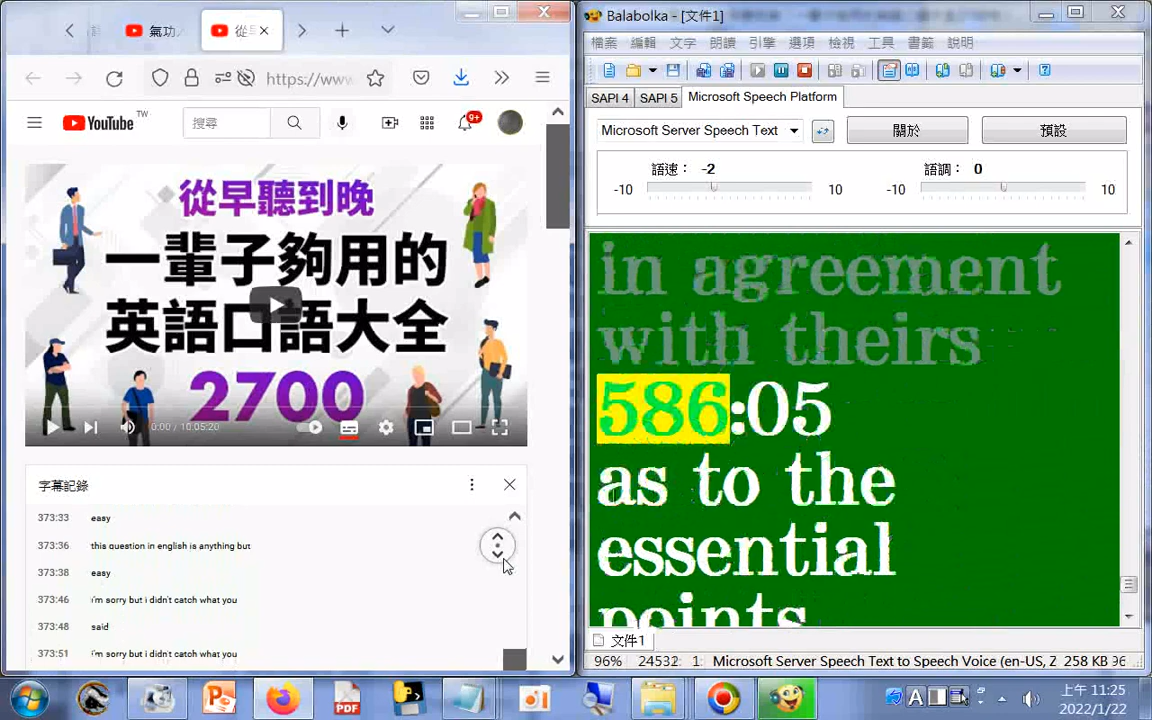 氣功
從
https://www
YouTube TW
搜尋
9+
從早聽到晚
一輩子夠用的
英語口語大全
2700
0:00 / 10:05:20
字幕記錄
373:33 easy
373:36 this question in english is anything but
373:38 easy
373:46 i'm sorry but i didn't catch what you
373:48 said
373:51 i'm sorry but i didn't catch what you
Balabolka - [文件1]
檔案 編輯 文字 朗讀 引擎 選項 檢視 工具 書籤 說明
SAPI 4 SAPI 5 Microsoft Speech Platform
Microsoft Server Speech Text 關於 預設
語速： -2 語調： 0
-10 10 -10 10
in agreement
with theirs
586:05
as to the
essential
points
文件1
96% 24532: 1: Microsoft Server Speech Text to Speech Voice (en-US, Z 258 KB 96
PDF
A
上午 11:25
2022/1/22